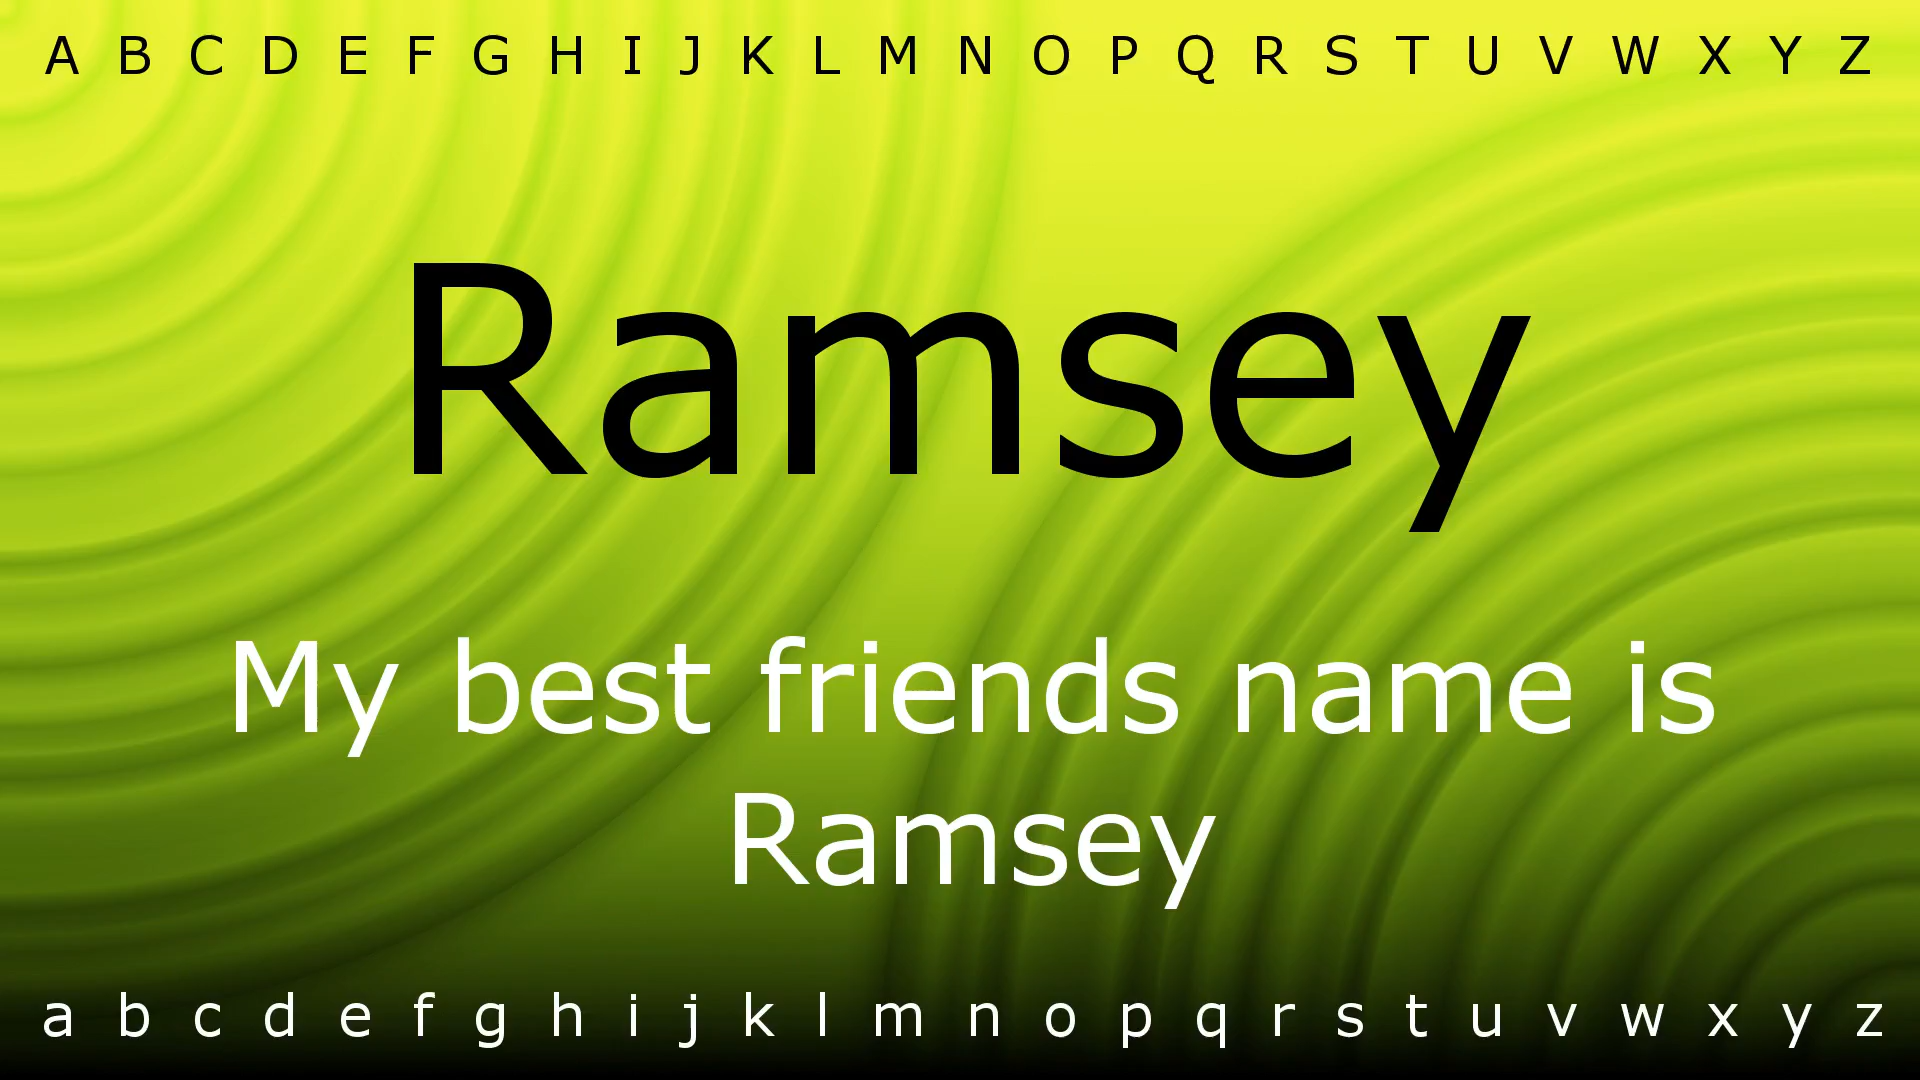 A B C D E F G H I J K L M N O P Q R S T U V W X Y Z
Ramsey
My best friends name is
Ramsey
a b c d e f g h i j k l m n o p q r s t u v w x y z